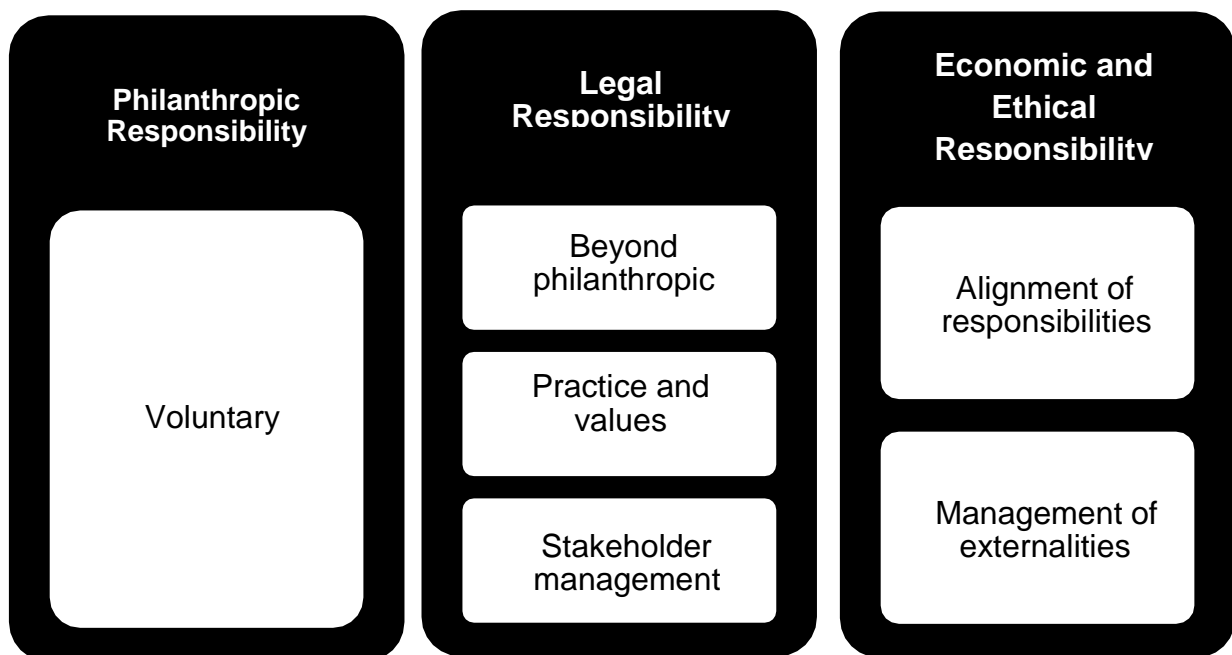 Philanthropic
Responsibility
Voluntary
Legal
Responsibility
Beyond
philanthropic
Practice and
values
Stakeholder
management
Economic and
Ethical
Responsibility
Alignment of
responsibilities
Management of
externalities